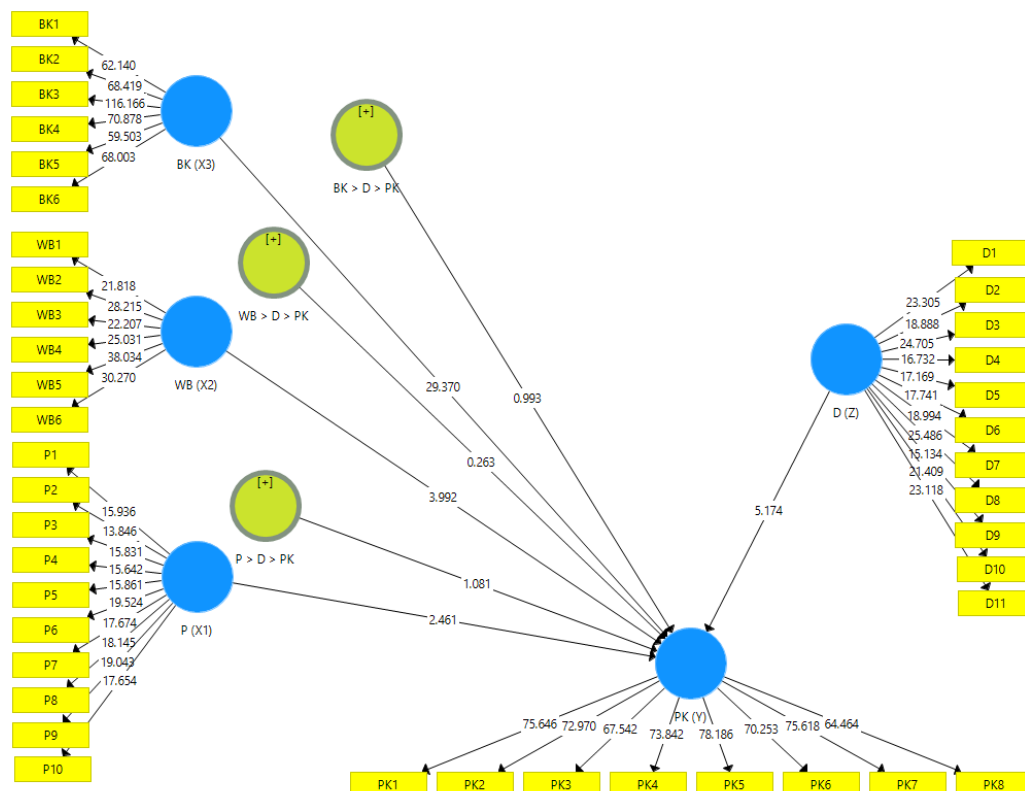 BK1
BK2
BK3
BK4
BK5
BK6
62.140
68.419
116.166
70.878
59.503
68.003
BK (X3)
[+]
BK > D > PK
WB1
WB2
WB3
WB4
WB5
WB6
21.818
28.215
22.207
25.031
38.034
30.270
WB (X2)
[+]
WB > D > PK
P1
P2
P3
P4
P5
P6
P7
P8
P9
P10
15.936
13.846
15.831
15.642
15.861
19.524
17.674
18.145
19.043
17.654
P (X1)
[+]
P > D > PK
29.370
0.993
0.263
3.992
1.081
2.461
5.174
D (Z)
23.305
18.888
24.705
16.732
17.169
17.741
18.994
25.486
15.134
21.409
23.118
D1
D2
D3
D4
D5
D6
D7
D8
D9
D10
D11
PK (Y)
75.646
72.970
67.542
73.842
78.186
70.253
75.618
64.464
PK1
PK2
PK3
PK4
PK5
PK6
PK7
PK8